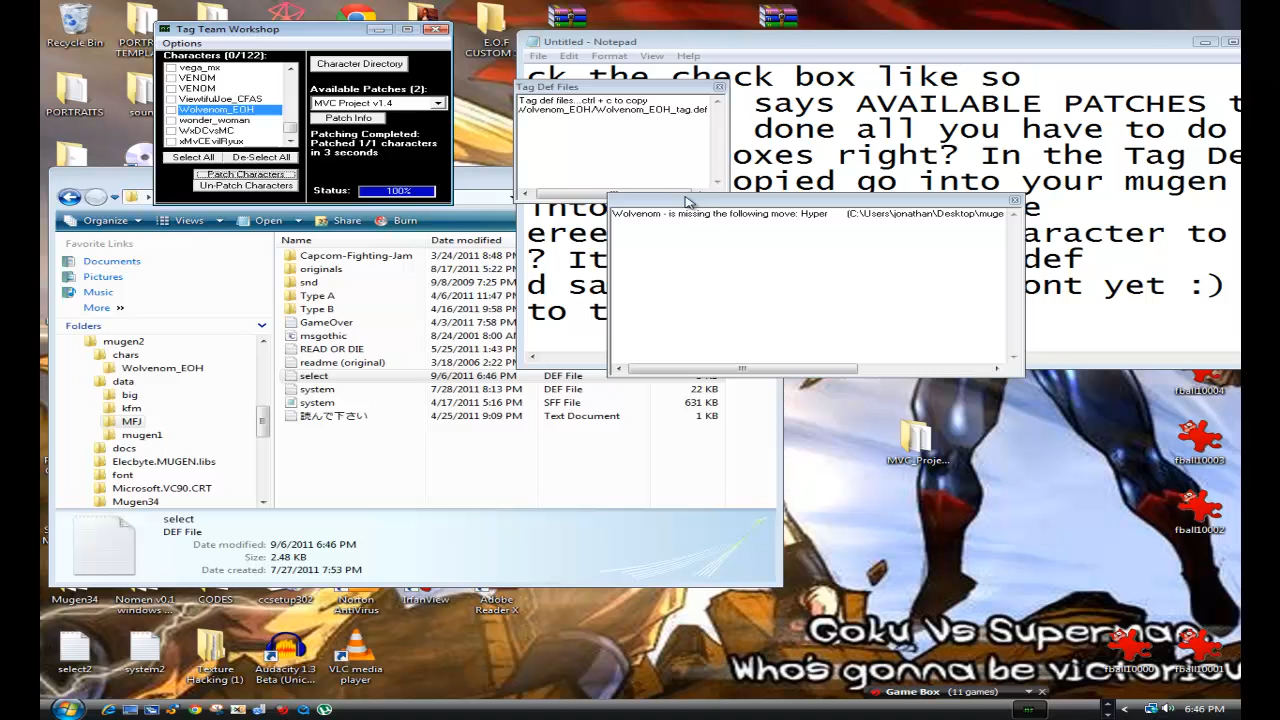 Recycle Bin
PORTRAITS
E.O.F
CUSTOM
Tag Team Workshop
Options
Characters (0/122)
vega_mx
VENOM
VENOM
ViewtifulJoe_CFAS
Wolvenom_EOH
wonder_woman
WxDCvsMC
xMvCEvilRyux
Select All
De-Select All
Patch Characters
Un-Patch Characters
Character Directory
Available Patches (2):
MVC Project v1.4
Patch Info
Patching Completed:
Patched 1/1 characters
in 3 seconds
Status:
100%
Untitled - Notepad
File Edit Format View Help
ck the check box like so
says AVAILABLE PATCHES t
done all you have to do
oxes right? In the Tag De
opied go into your mugen
into
e
eree
aracter to
? It
def
d sa
ont yet :)
to t
Tag Def Files
Tag def files...ctrl + c to copy
Wolvenom_EOH/Wolvenom_EOH_tag.def
Wolvenom - is missing the following move: Hyper (C:\Users\jonathan\Desktop\muge
Organize Views Open Share Burn
Favorite Links
Documents
Pictures
Music
More »
Folders
mugen2
chars
Wolvenom_EOH
data
big
kfm
MFJ
mugen1
docs
Elecbyte.MUGEN.libs
font
Microsoft.VC90.CRT
Mugen34
Name Date modified
Capcom-Fighting-Jam 3/24/2011 8:48 P
originals 8/17/2011 5:22 P
snd 9/8/2009 7:25 PM
Type A 4/6/2011 11:47 P
Type B 4/16/2011 9:58 P
GameOver 4/3/2011 7:58 PM
msgothic 8/24/2001 8:00 A
READ OR DIE 5/25/2011 1:43 P
readme (original) 3/18/2006 2:22 P
select 9/6/2011 6:46 PM DEF File
system 7/28/2011 8:13 PM DEF File 22 KB
system 4/17/2011 5:16 PM SFF File 631 KB
読んで下さい 4/25/2011 9:09 PM Text Document 1 KB
select
DEF File
Date modified: 9/6/2011 6:46 PM
Size: 2.48 KB
Date created: 7/27/2011 7:53 PM
MVC_Proje...
fball10004
fball10003
fball10002
Mugen34
Nomen v0.1
windows ...
CODES
ccsetup302
Norton
AntiVirus
IrfanView
Adobe
Reader X
select2
system2
Texture
Hacking (1)
Audacity 1.3
Beta (Unic...
VLC media
player
Goku Vs Superman,
Who's gonna be victoriou
fball10000
fball10001
Game Box (11 games)
6:46 PM